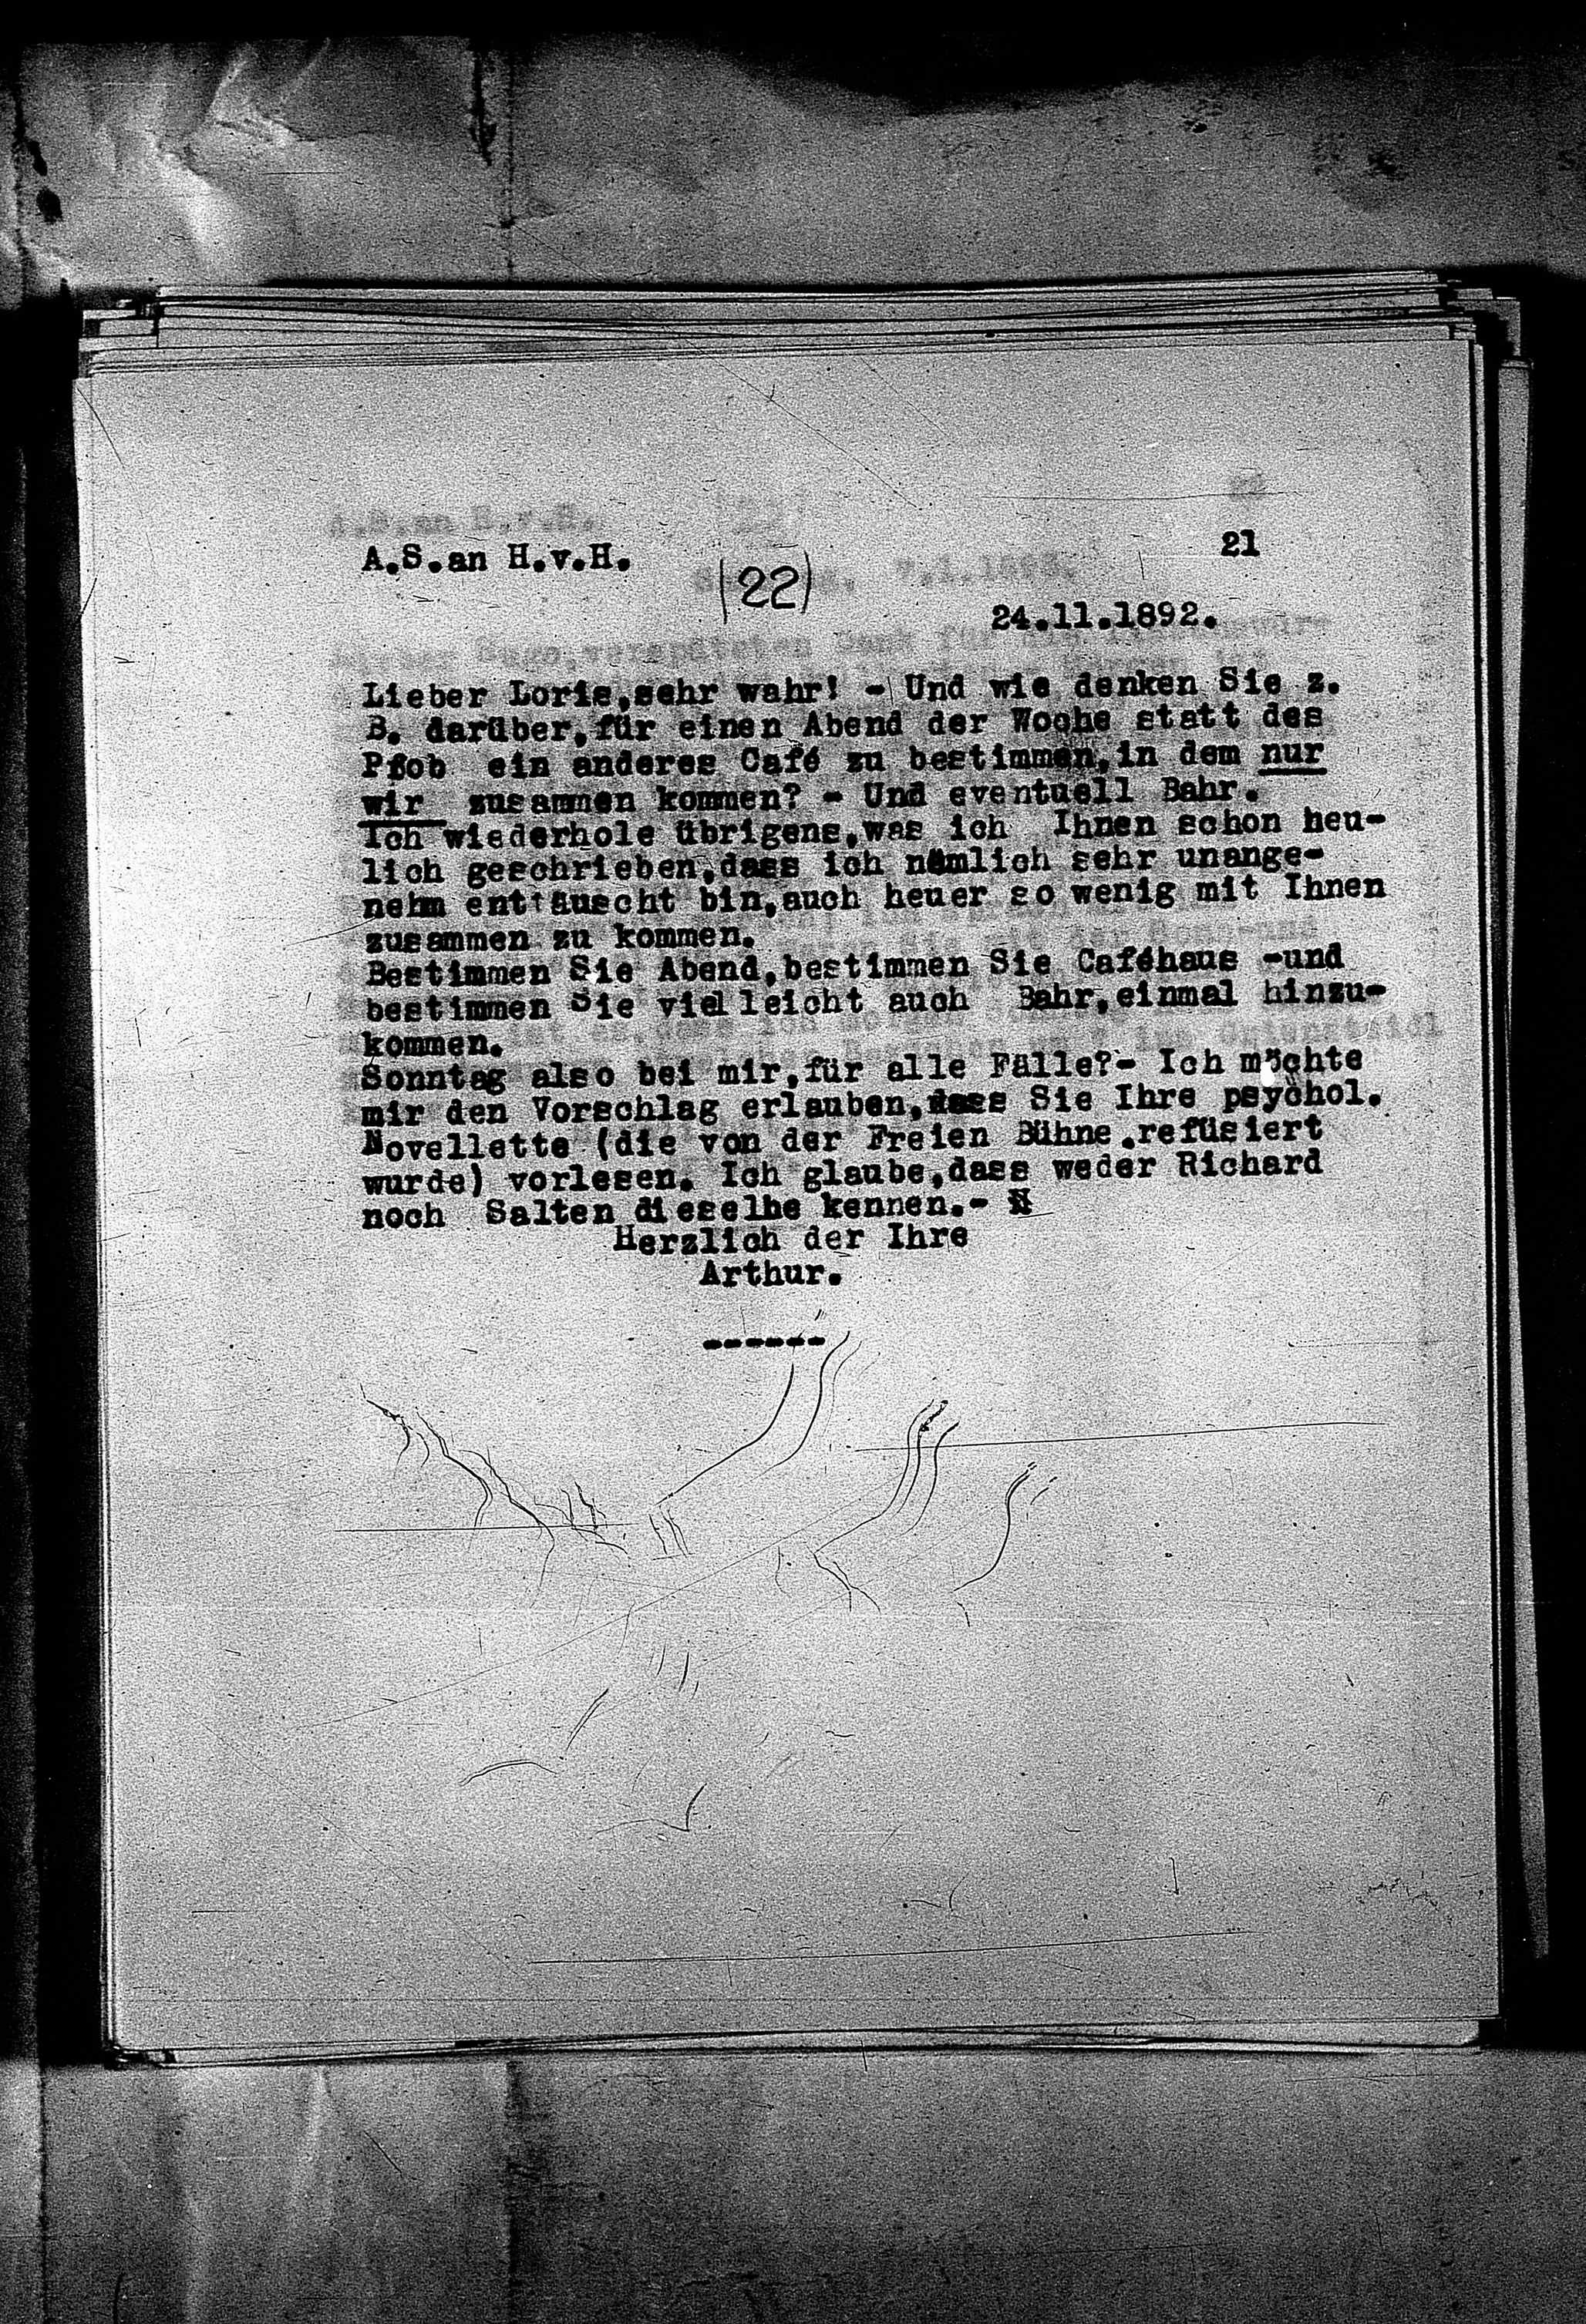 A.S.an H.v.H.
21
(22)
24.11.1892.
Lieber Loris,sehr wahr! - Und wie denken Sie z.
B. darüber,für einen Abend der Woche statt des
Pfob ein anderes Café zu bestimmen,in dem nur
wir zusammen kommen? - Und eventuell Bahr.
Ich wiederhole übrigens,was ich Ihnen schon neu-
lich geschrieben,dass ich nämlich sehr unange-
nehm enttäuscht bin,auch heuer so wenig mit Ihnen
zusammen zu kommen.
Bestimmen Sie Abend,bestimmen Sie Caféhaus -und
bestimmen Sie vielleicht auch Bahr,einmal hinzu-
kommen.
Sonntag also bei mir,für alle Fälle?- Ich möchte
mir den Vorschlag erlauben,dass Sie Ihre psychol.
Novellette (die von der Freien Bühne refüsiert
wurde) vorlesen. Ich glaube,dass weder Richard
noch Salten dieselbe kennen.-
Herzlich der Ihre
Arthur.
------